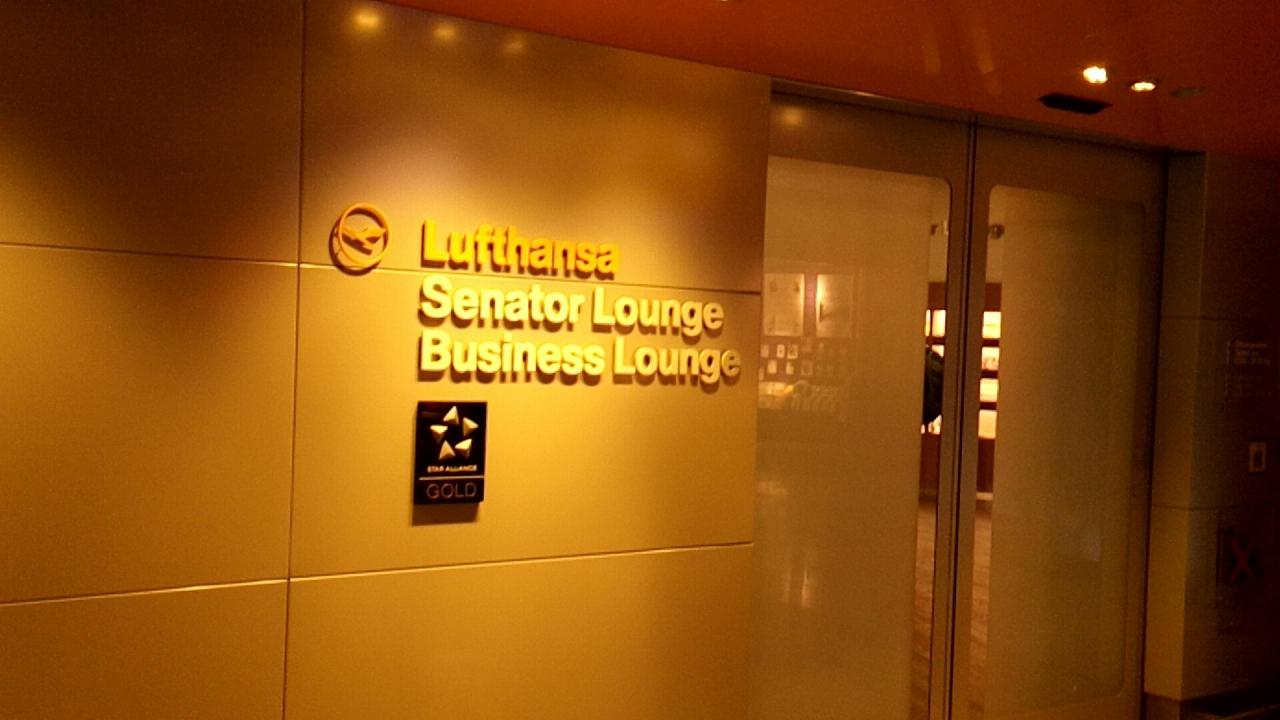 Lufthansa
Senator Lounge
Business Lounge
STAR ALLIANCE
GOLD